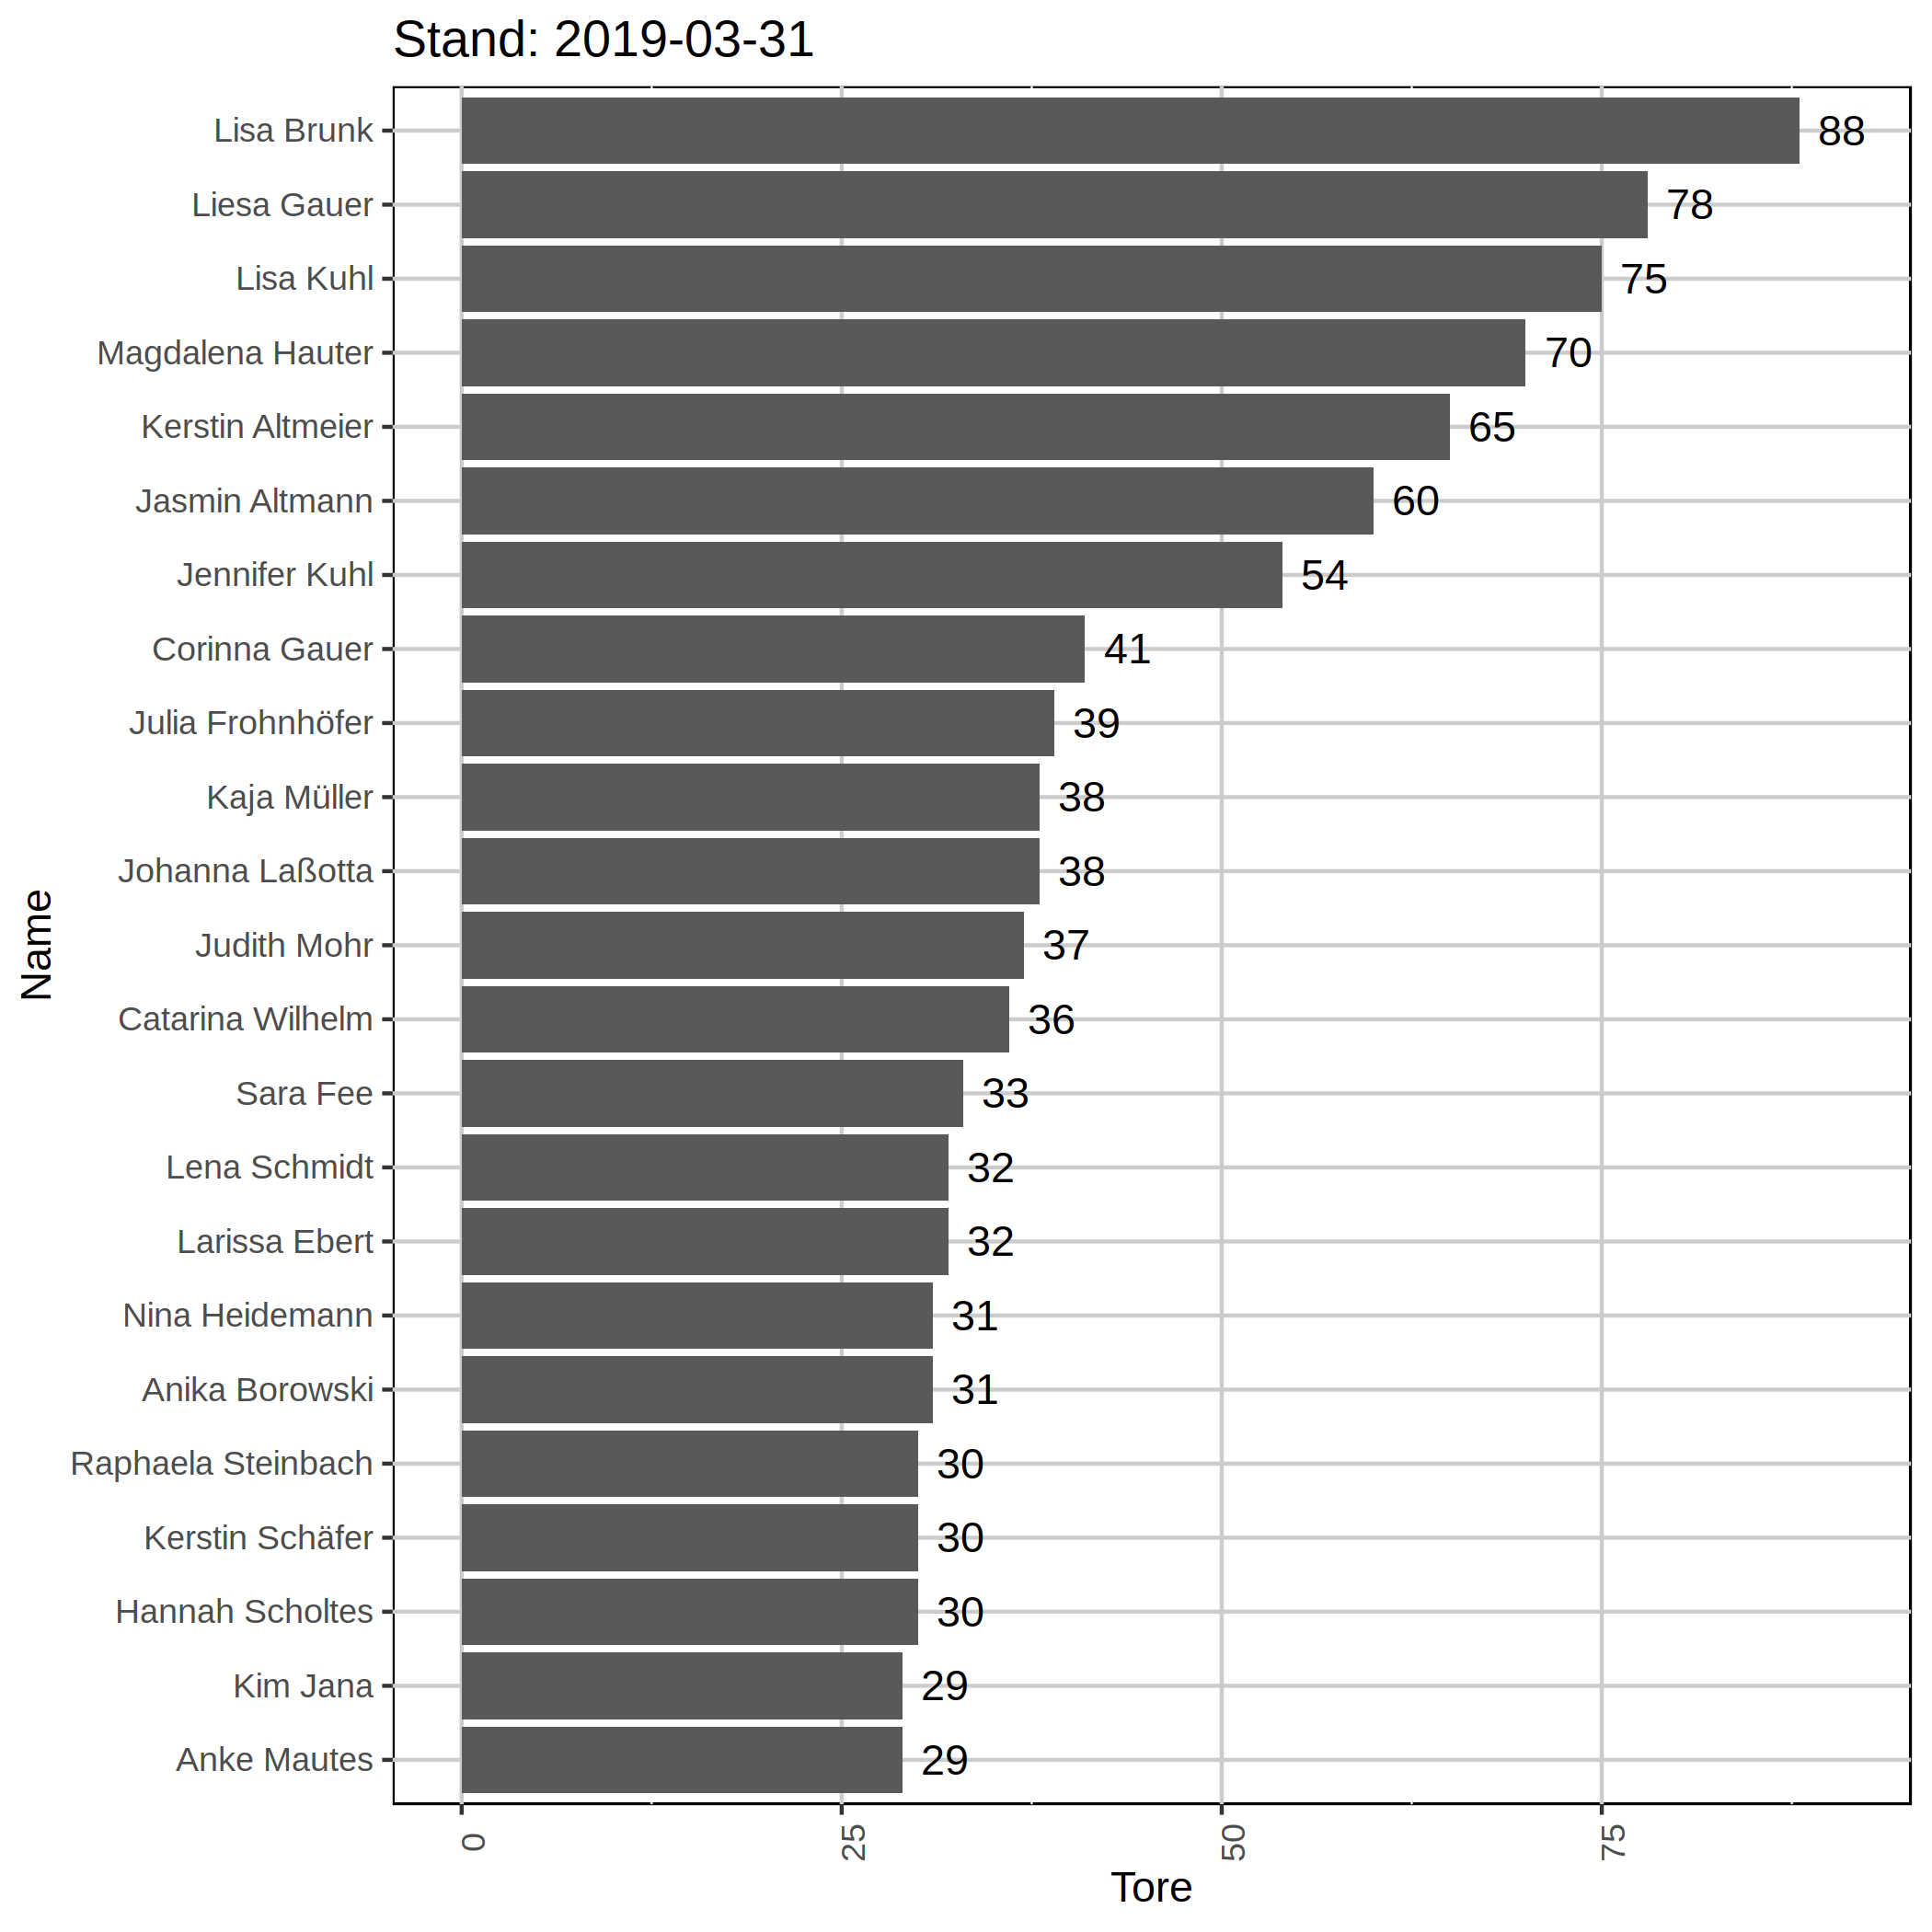 Stand: 2019-03-31
Lisa Brunk 88
Liesa Gauer 78
Lisa Kuhl 75
Magdalena Hauter 70
Kerstin Altmeier 65
Jasmin Altmann 60
Jennifer Kuhl 54
Corinna Gauer 41
Julia Frohnhöfer 39
Kaja Müller 38
Johanna Laßotta 38
Judith Mohr 37
Catarina Wilhelm 36
Sara Fee 33
Lena Schmidt 32
Larissa Ebert 32
Nina Heidemann 31
Anika Borowski 31
Raphaela Steinbach 30
Kerstin Schäfer 30
Hannah Scholtes 30
Kim Jana 29
Anke Mautes 29
Name
0 25 50 75
Tore